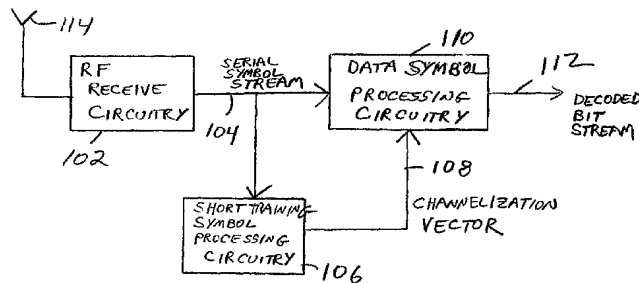 114
RF
RECEIVE
CIRCUITRY
102
SERIAL
SYMBOL
STREAM
104
110
DATA SYMBOL
PROCESSING
CIRCUITRY
112
DECODED
BIT
STREAM
108
CHANNELIZATION
VECTOR
SHORT TRAINING
SYMBOL
PROCESSING
CIRCUITRY
106